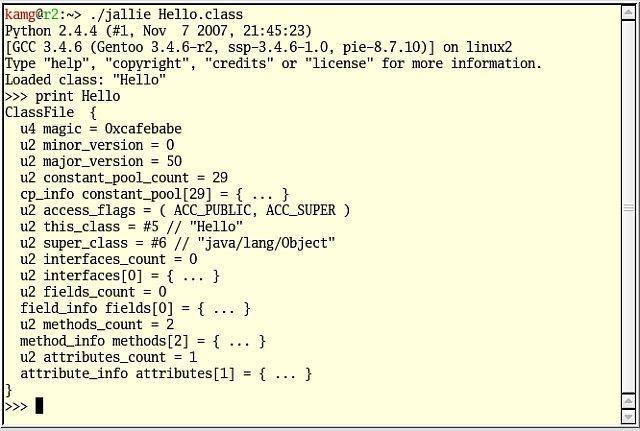 kamg@r2:~> ./jallie Hello.class
Python 2.4.4 (#1, Nov  7 2007, 21:45:23)
[GCC 3.4.6 (Gentoo 3.4.6-r2, ssp-3.4.6-1.0, pie-8.7.10)] on linux2
Type "help", "copyright", "credits" or "license" for more information.
Loaded class: "Hello"
>>> print Hello
ClassFile  {
  u4 magic = 0xcafebabe
  u2 minor_version = 0
  u2 major_version = 50
  u2 constant_pool_count = 29
  cp_info constant_pool[29] = { ... }
  u2 access_flags = ( ACC_PUBLIC, ACC_SUPER )
  u2 this_class = #5 // "Hello"
  u2 super_class = #6 // "java/lang/Object"
  u2 interfaces_count = 0
  u2 interfaces[0] = { ... }
  u2 fields_count = 0
  field_info fields[0] = { ... }
  u2 methods_count = 2
  method_info methods[2] = { ... }
  u2 attributes_count = 1
  attribute_info attributes[1] = { ... }
}
>>>